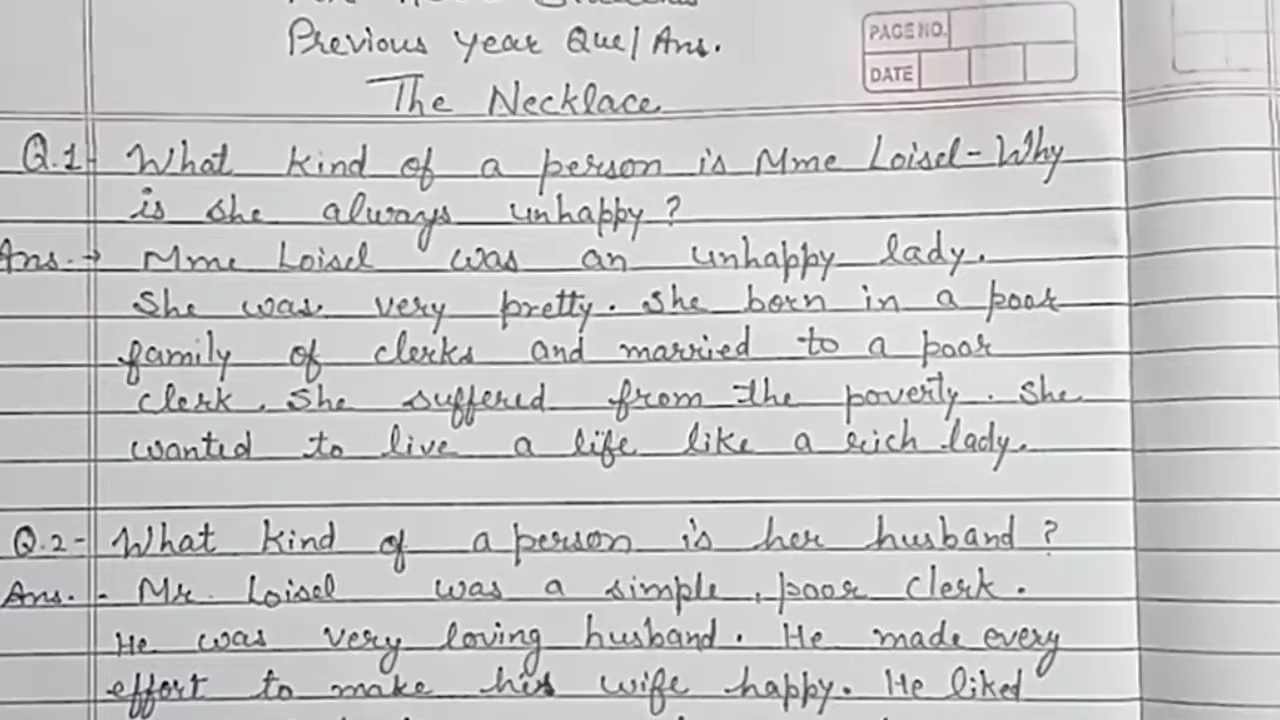 Previous Year Que/Ans.
PAGE NO.
DATE
The Necklace
Q.1- What kind of a person is Mme Loisel - Why
is she always unhappy?
Ans. → Mme Loisel was an unhappy lady.
She was very pretty. She born in a poor
family of clerks and married to a poor
clerk. She suffered from the poverty. She
wanted to live a life like a rich lady.
Q.2- What kind of a person is her husband?
Ans. - Mr. Loisel was a simple, poor clerk.
He was very loving husband. He made every
effort to make his wife happy. He liked